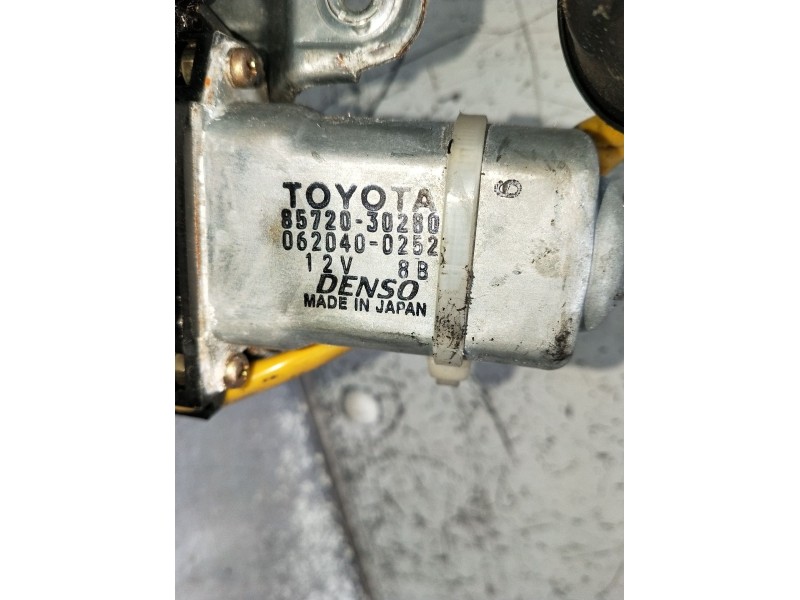 TOYOTA
85720-30280
062040-0252
12V 8B
DENSO
MADE IN JAPAN